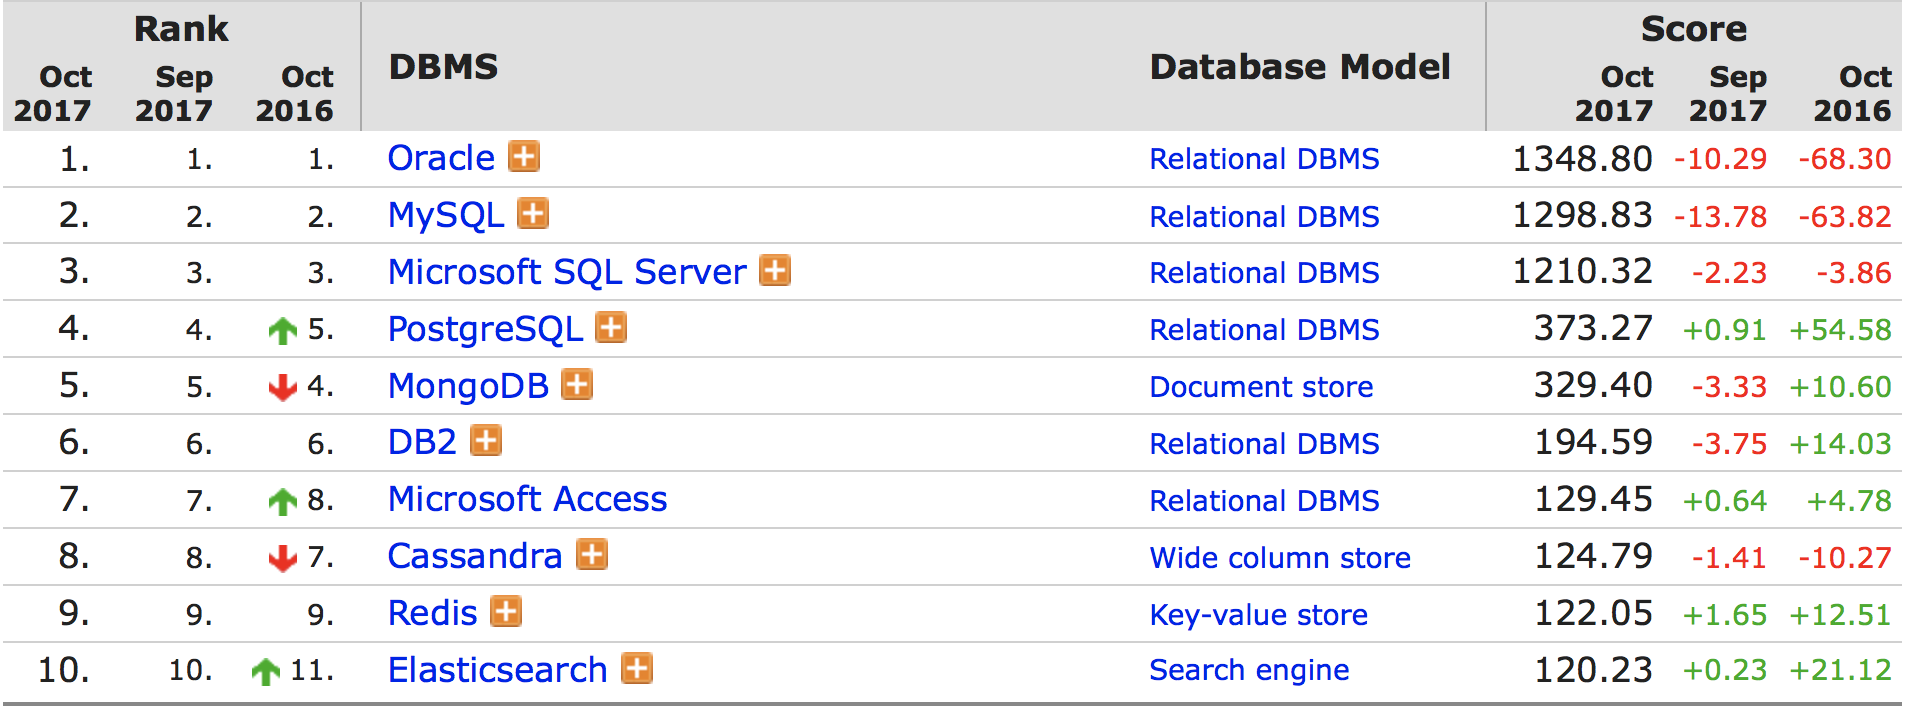 Rank Score
Oct Sep Oct DBMS Database Model Oct Sep Oct
2017 2017 2016 2017 2017 2016
1. 1. 1. Oracle Relational DBMS 1348.80 -10.29 -68.30
2. 2. 2. MySQL Relational DBMS 1298.83 -13.78 -63.82
3. 3. 3. Microsoft SQL Server Relational DBMS 1210.32 -2.23 -3.86
4. 4. 5. PostgreSQL Relational DBMS 373.27 +0.91 +54.58
5. 5. 4. MongoDB Document store 329.40 -3.33 +10.60
6. 6. 6. DB2 Relational DBMS 194.59 -3.75 +14.03
7. 7. 8. Microsoft Access Relational DBMS 129.45 +0.64 +4.78
8. 8. 7. Cassandra Wide column store 124.79 -1.41 -10.27
9. 9. 9. Redis Key-value store 122.05 +1.65 +12.51
10. 10. 11. Elasticsearch Search engine 120.23 +0.23 +21.12